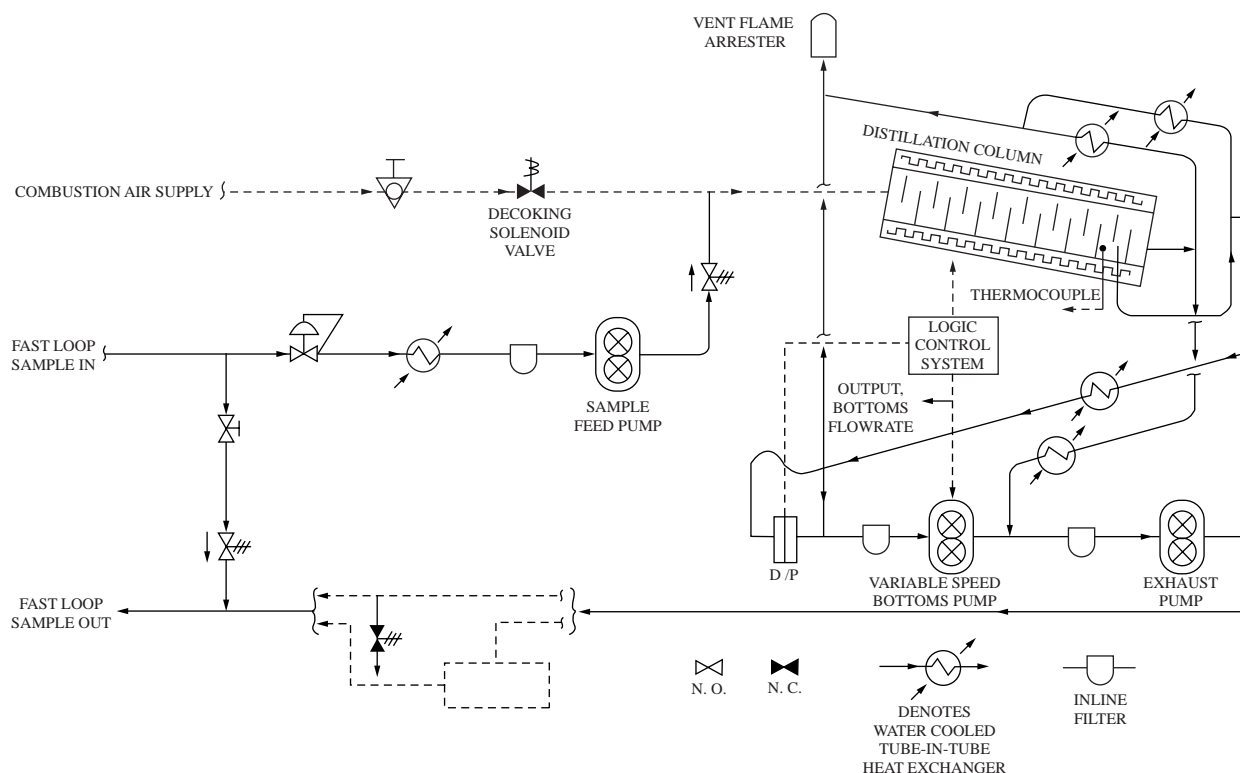 VENT FLAME
ARRESTER
DISTILLATION COLUMN
COMBUSTION AIR SUPPLY
DECOKING
SOLENOID
VALVE
THERMOCOUPLE
LOGIC
CONTROL
SYSTEM
FAST LOOP
SAMPLE IN
SAMPLE
FEED PUMP
OUTPUT,
BOTTOMS
FLOWRATE
D /P
VARIABLE SPEED
BOTTOMS PUMP
EXHAUST
PUMP
FAST LOOP
SAMPLE OUT
N. O.
N. C.
DENOTES
WATER COOLED
TUBE-IN-TUBE
HEAT EXCHANGER
INLINE
FILTER